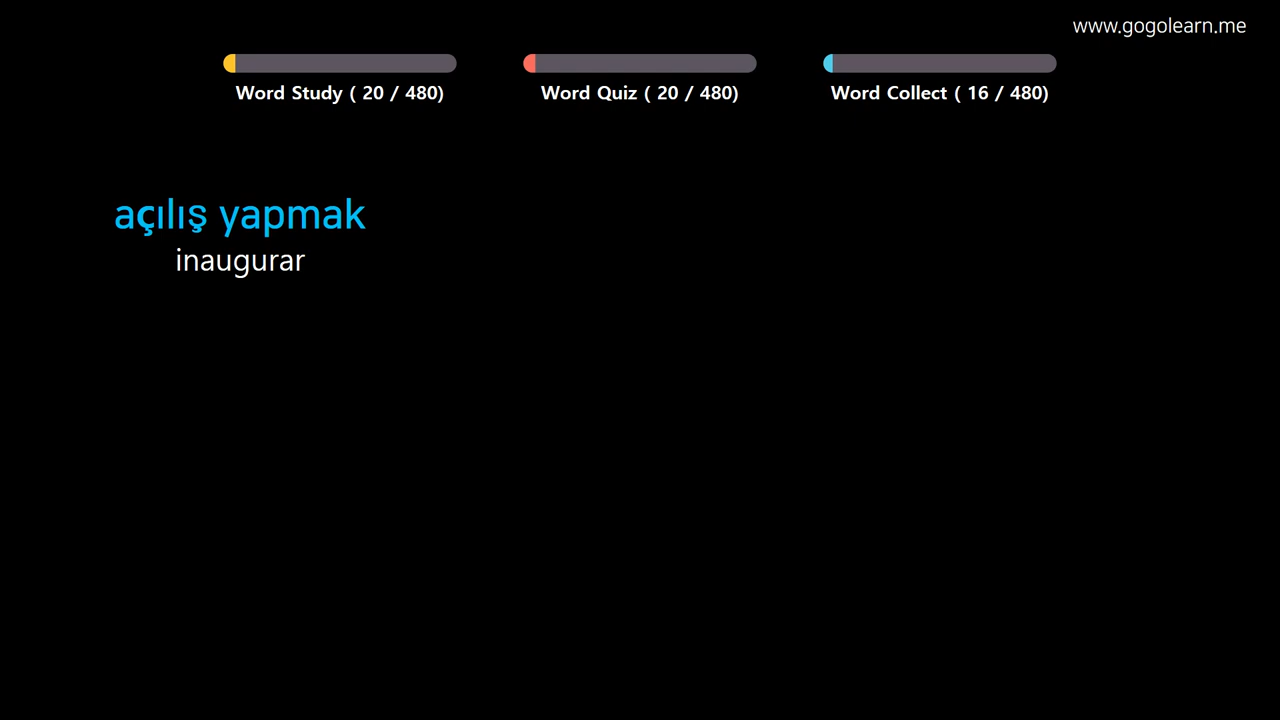 www.gogolearn.me
Word Study ( 20 / 480)
Word Quiz ( 20 / 480)
Word Collect ( 16 / 480)
açılış yapmak
inaugurar